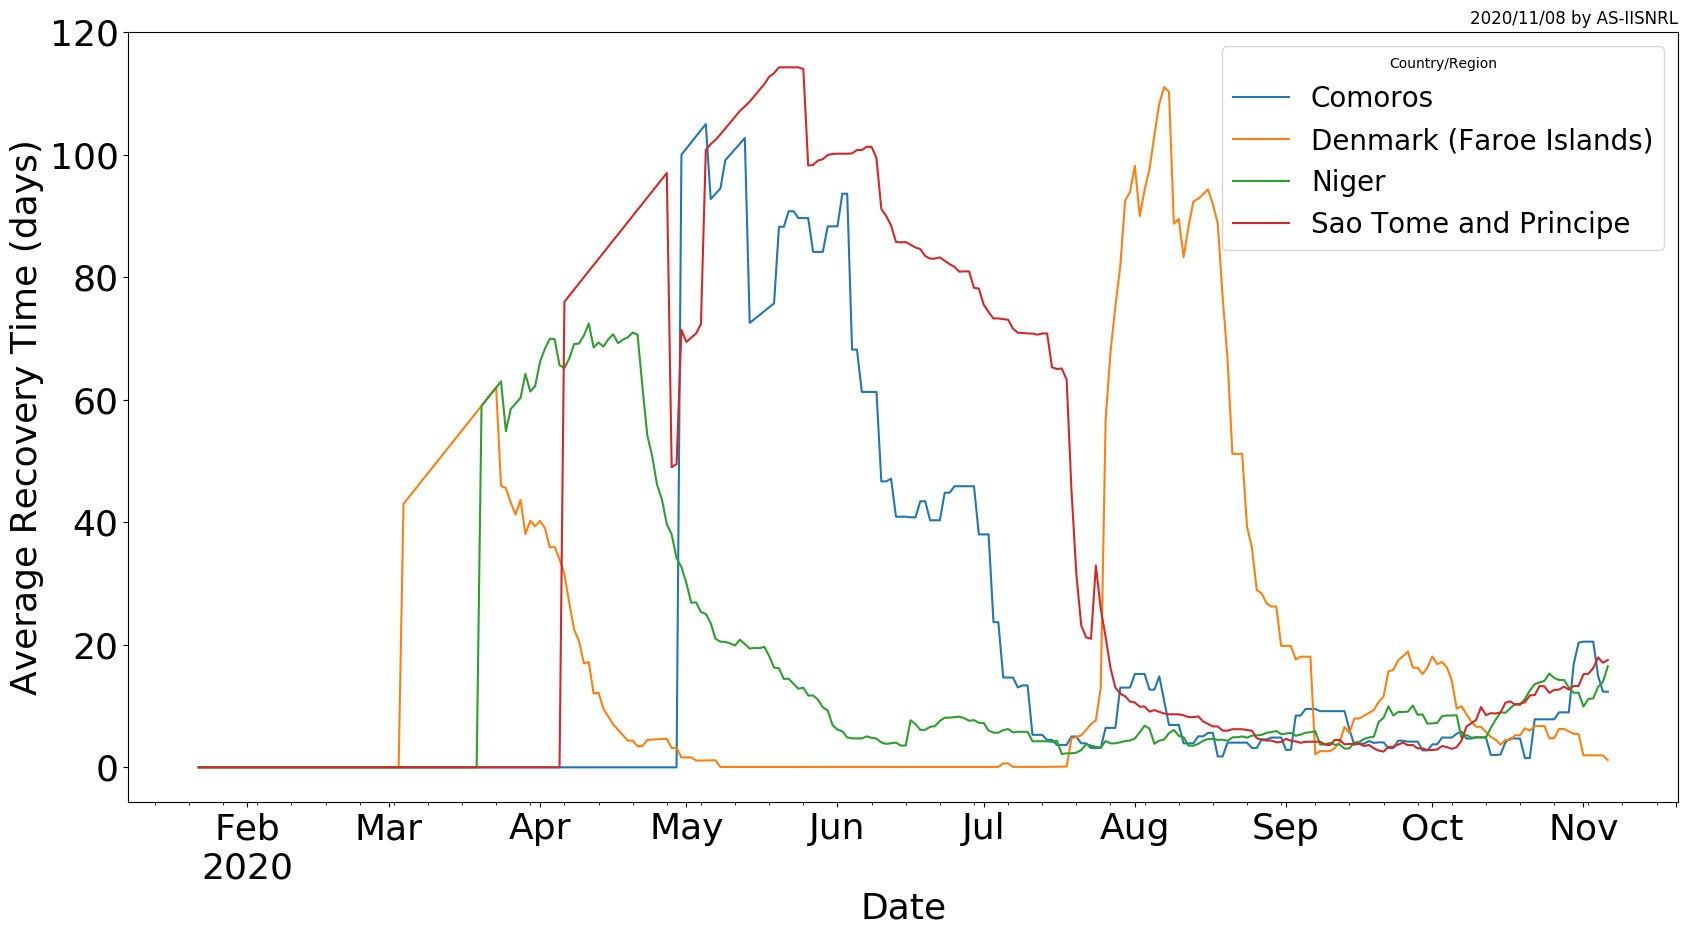 2020/11/08 by AS-IISNRL
Country/Region
Comoros
Denmark (Faroe Islands)
Niger
Sao Tome and Principe
Average Recovery Time (days)
120
100
80
60
40
20
0
Feb Mar Apr May Jun Jul Aug Sep Oct Nov
2020
Date